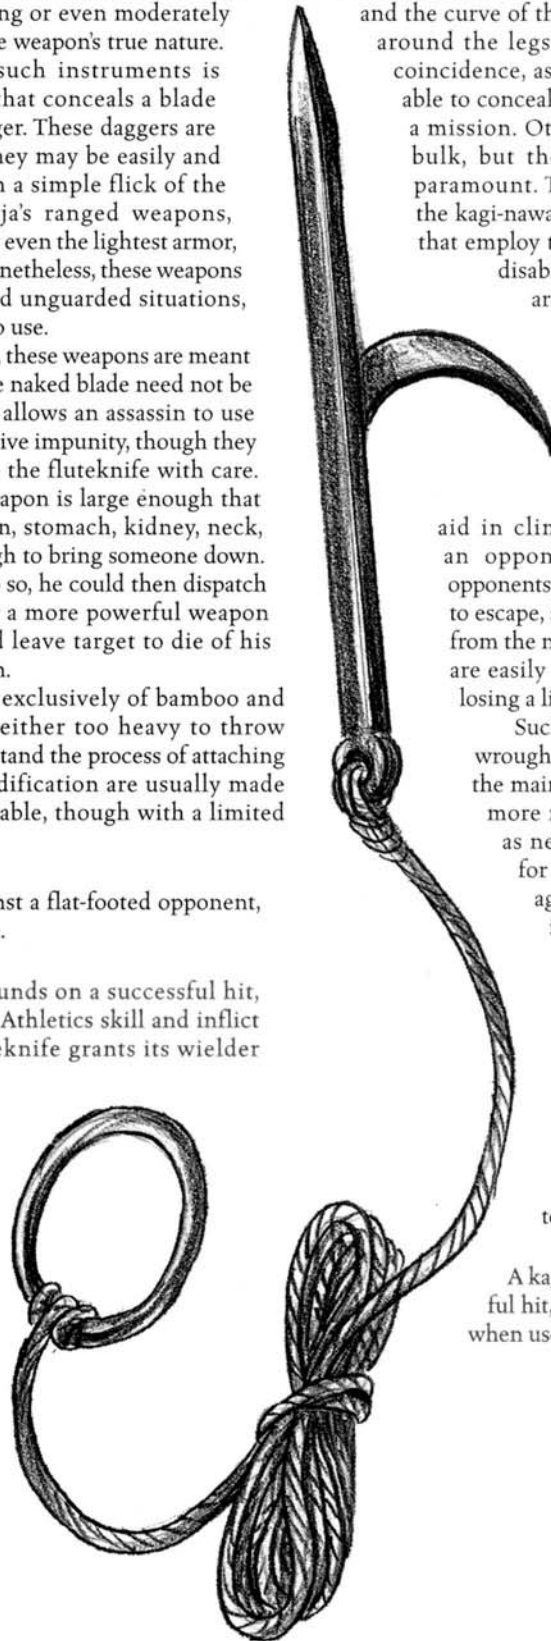 ng or even moderately
e weapon's true nature.
such instruments is
that conceals a blade
ger. These daggers are
hey may be easily and
h a simple flick of the
ja's ranged weapons,
even the lightest armor,
netheless, these weapons
d unguarded situations,
o use.
, these weapons are meant
e naked blade need not be
allows an assassin to use
ive impunity, though they
the fluteknife with care.
eapon is large enough that
n, stomach, kidney, neck,
gh to bring someone down.
so, he could then dispatch
a more powerful weapon
l leave target to die of his
n.
exclusively of bamboo and
either too heavy to throw
tand the process of attaching
dification are usually made
able, though with a limited
nst a flat-footed opponent,
.
unds on a successful hit,
Athletics skill and inflict
eknife grants its wielder
and the curve of th
around the legs
coincidence, as
able to conceal
a mission. Ot
bulk, but the
paramount. T
the kagi-nawa
that employ t
disab
ar
aid in clim
an oppon
opponents
to escape,
from the n
are easily
losing a li
Suc
wrough
the main
more r
as ne
for
ag
to
A ka
ful hit,
when use